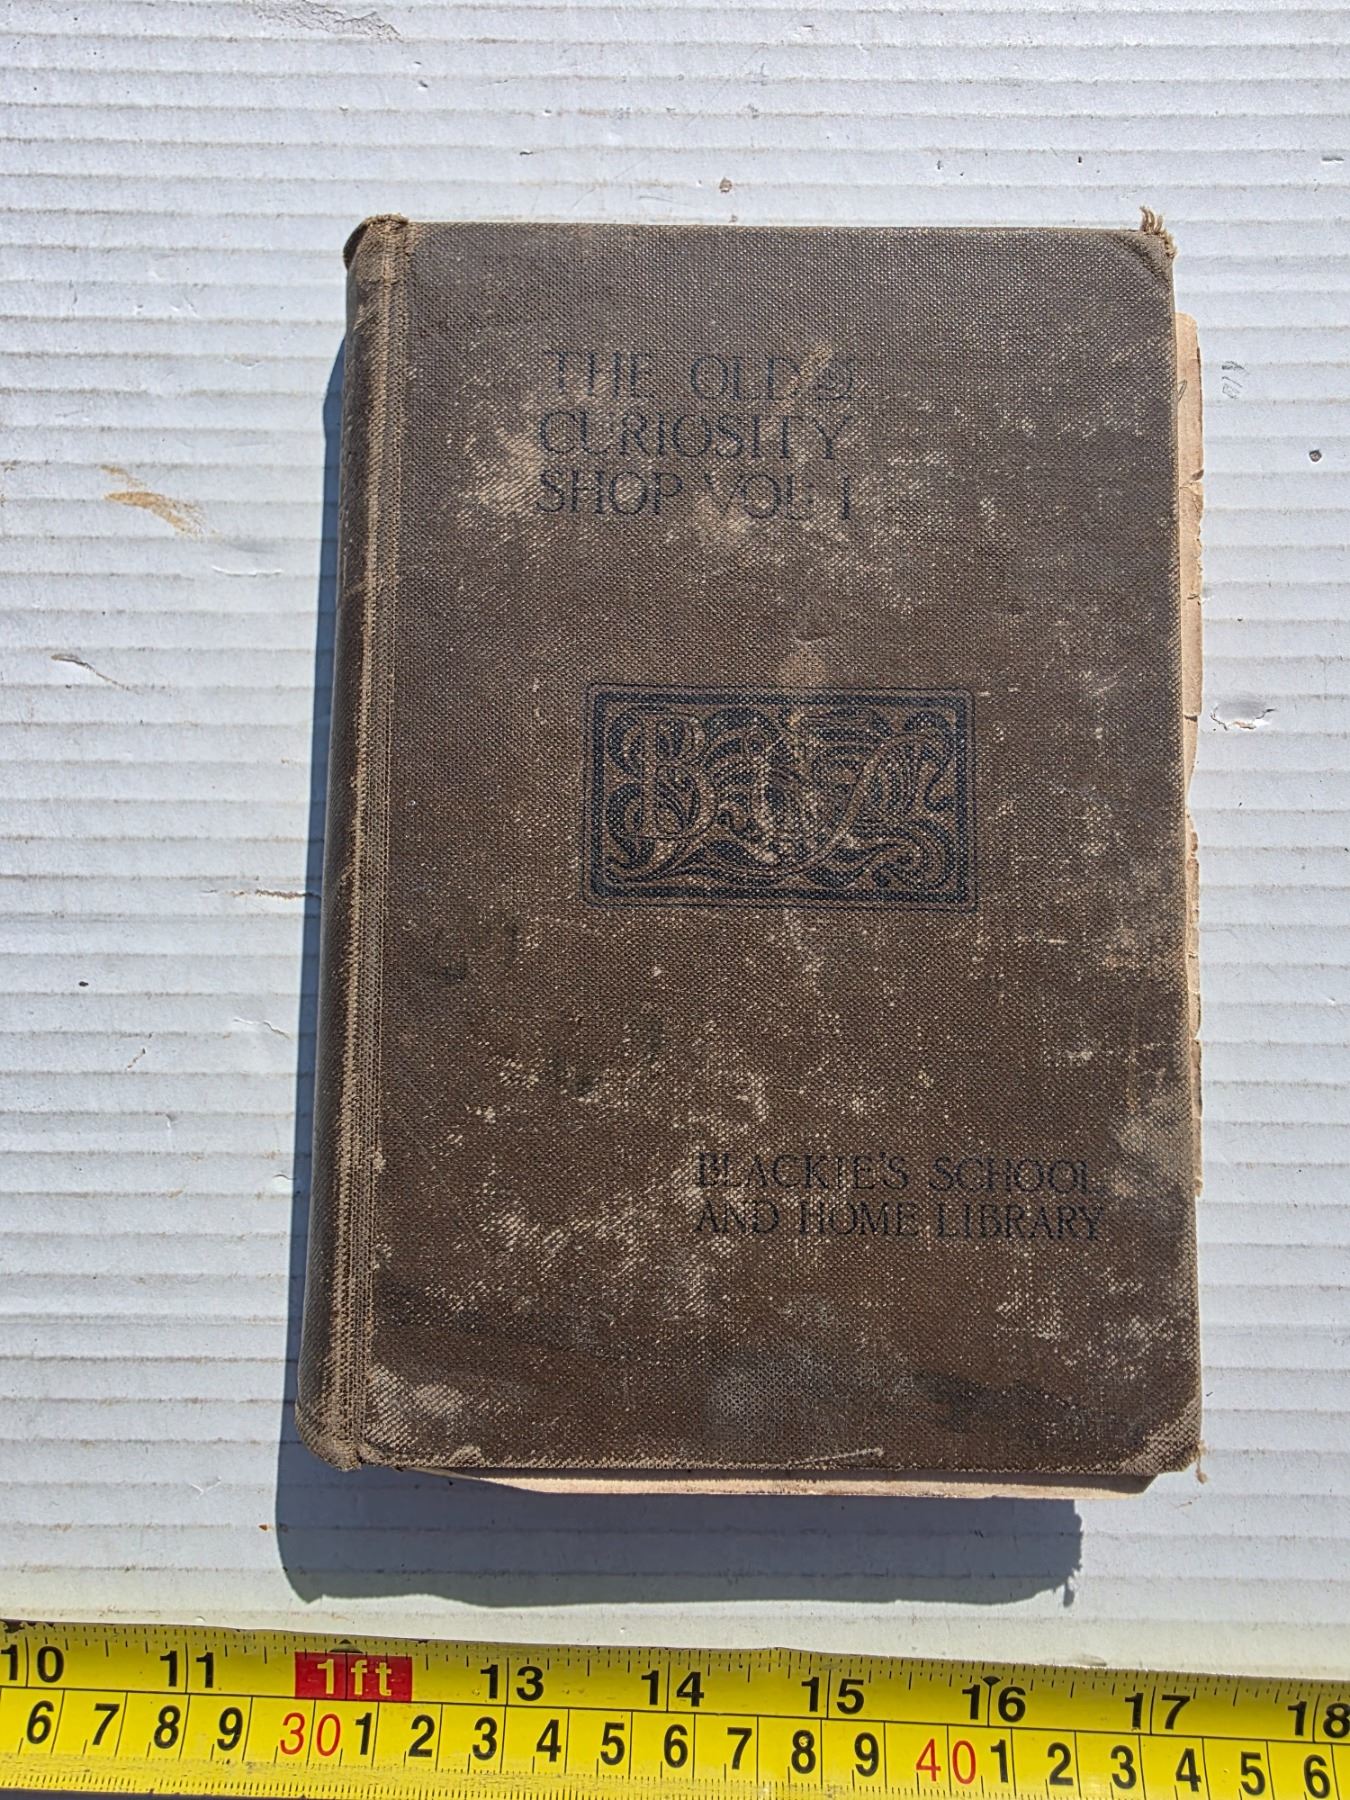 THE OLD
CURIOSITY
SHOP VOL I
BLACKIE'S SCHOOL
AND HOME LIBRARY
10 11 1ft 13 14 15 16 17 18
6 7 8 9 30 1 2 3 4 5 6 7 8 9 40 1 2 3 4 5 6